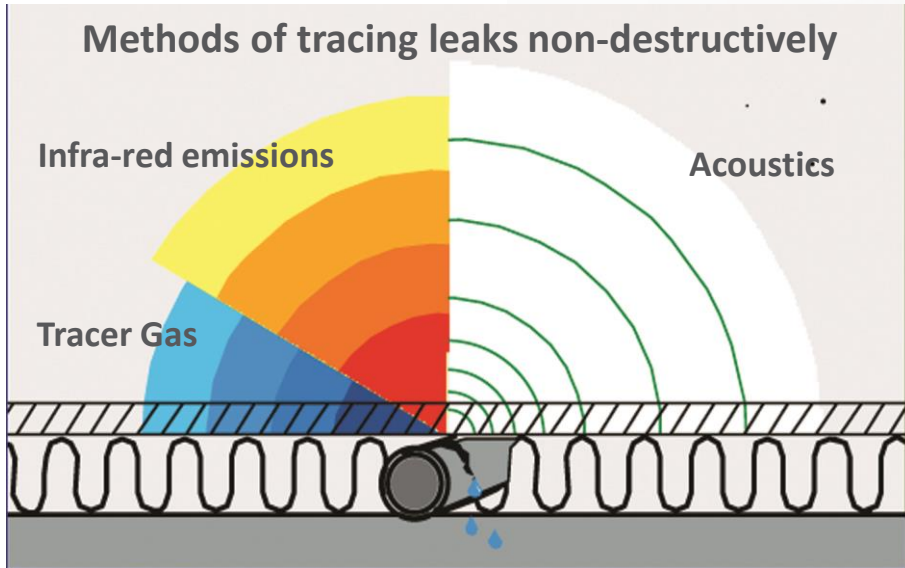 Methods of tracing leaks non-destructively
Infra-red emissions
Acoustics
Tracer Gas